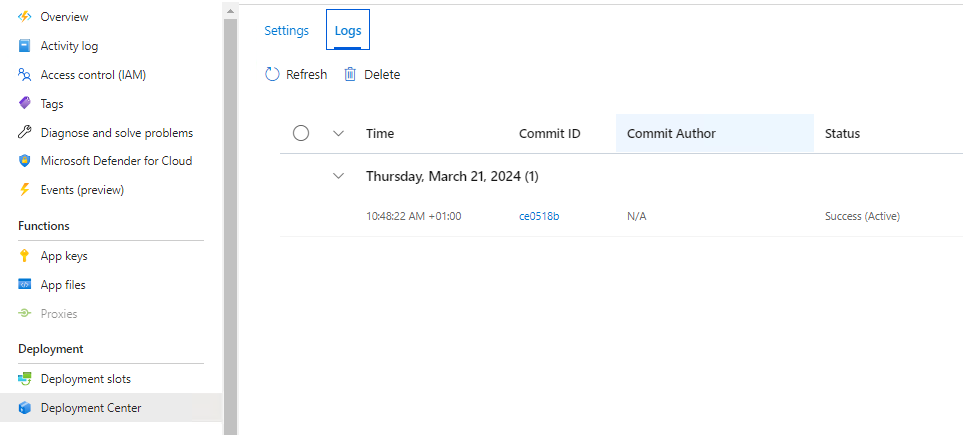 Overview
Activity log
Access control (IAM)
Tags
Diagnose and solve problems
Microsoft Defender for Cloud
Events (preview)
Functions
App keys
App files
Proxies
Deployment
Deployment slots
Deployment Center
Settings Logs
Refresh Delete
Time Commit ID Commit Author Status
Thursday, March 21, 2024 (1)
10:48:22 AM +01:00 ce0518b N/A Success (Active)